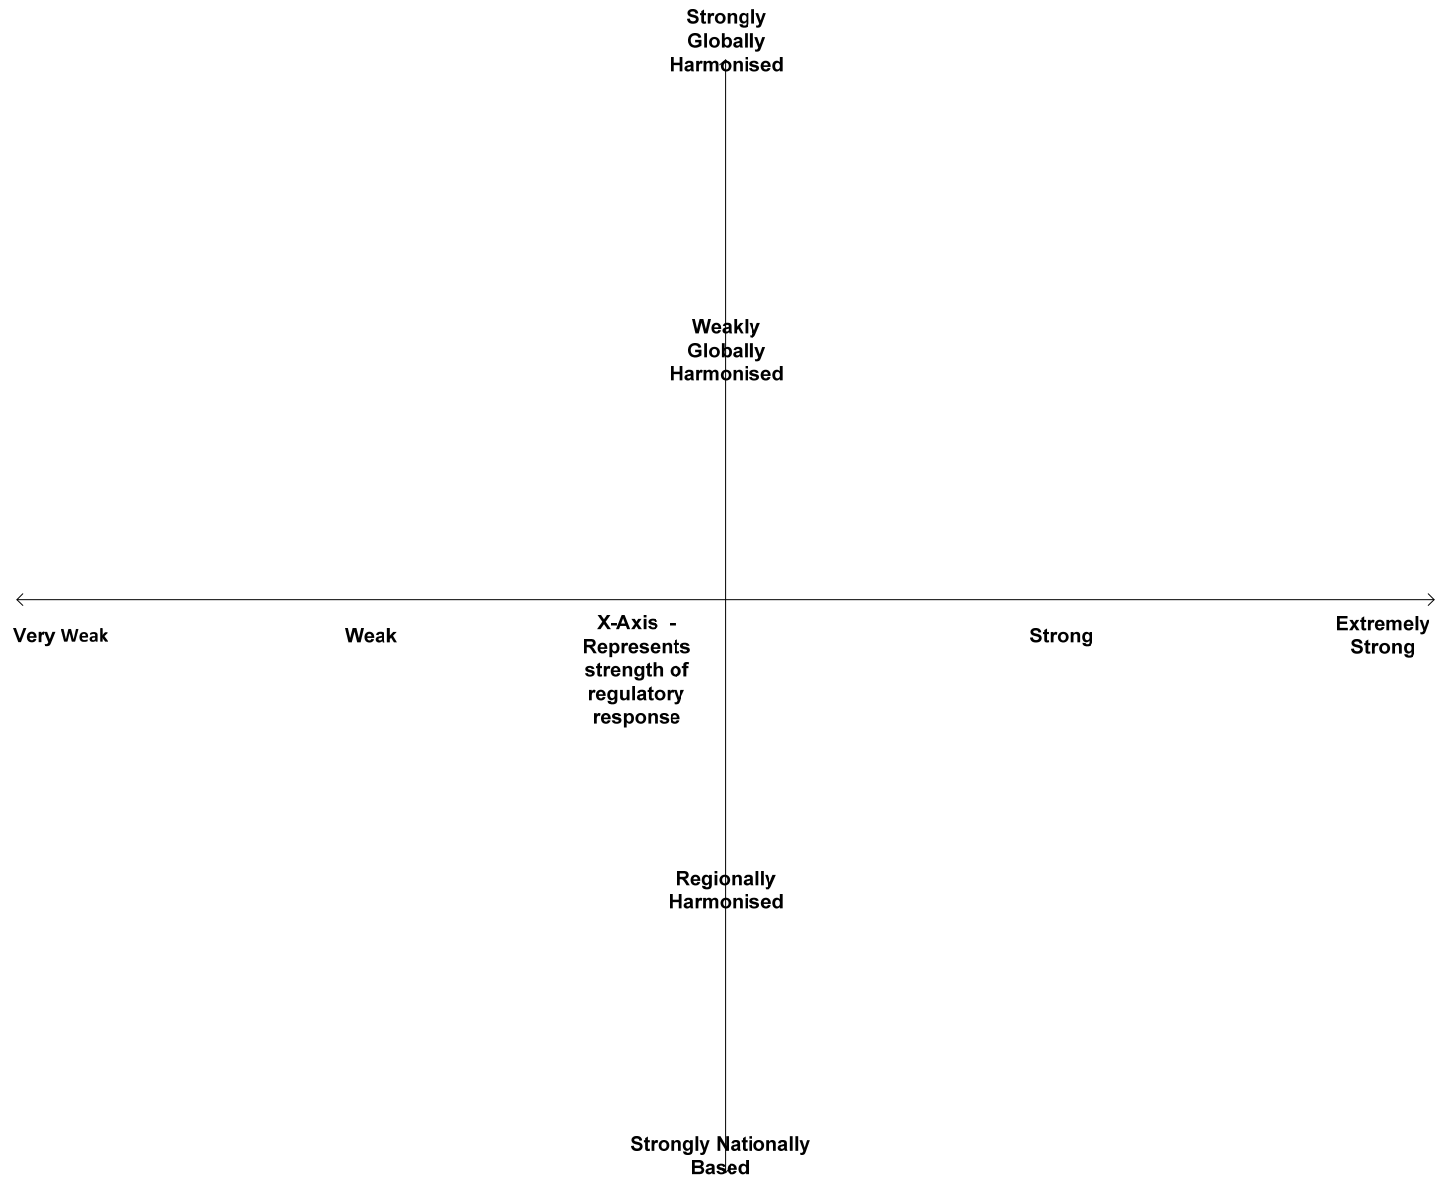 Strongly
Globally
Harmonised
Weakly
Globally
Harmonised
Very Weak
Weak
X-Axis -
Represents
strength of
regulatory
response
Strong
Extremely
Strong
Regionally
Harmonised
Strongly Nationally
Based